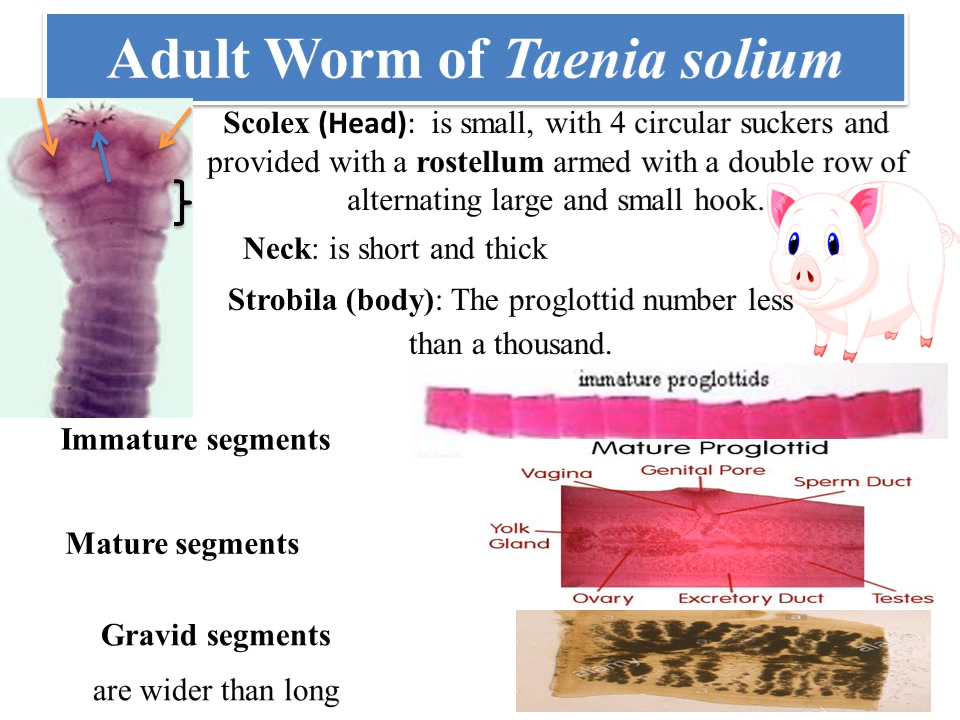 Adult Worm of Taenia solium
Scolex (Head): is small, with 4 circular suckers and
provided with a rostellum armed with a double row of
alternating large and small hook.
Neck: is short and thick
Strobila (body): The proglottid number less
than a thousand.
immature proglottids
Immature segments
Mature Proglottid
Vagina
Genital Pore
Sperm Duct
Yolk
Gland
Mature segments
Ovary
Excretory Duct
Testes
Gravid segments
are wider than long
alamy
a
a